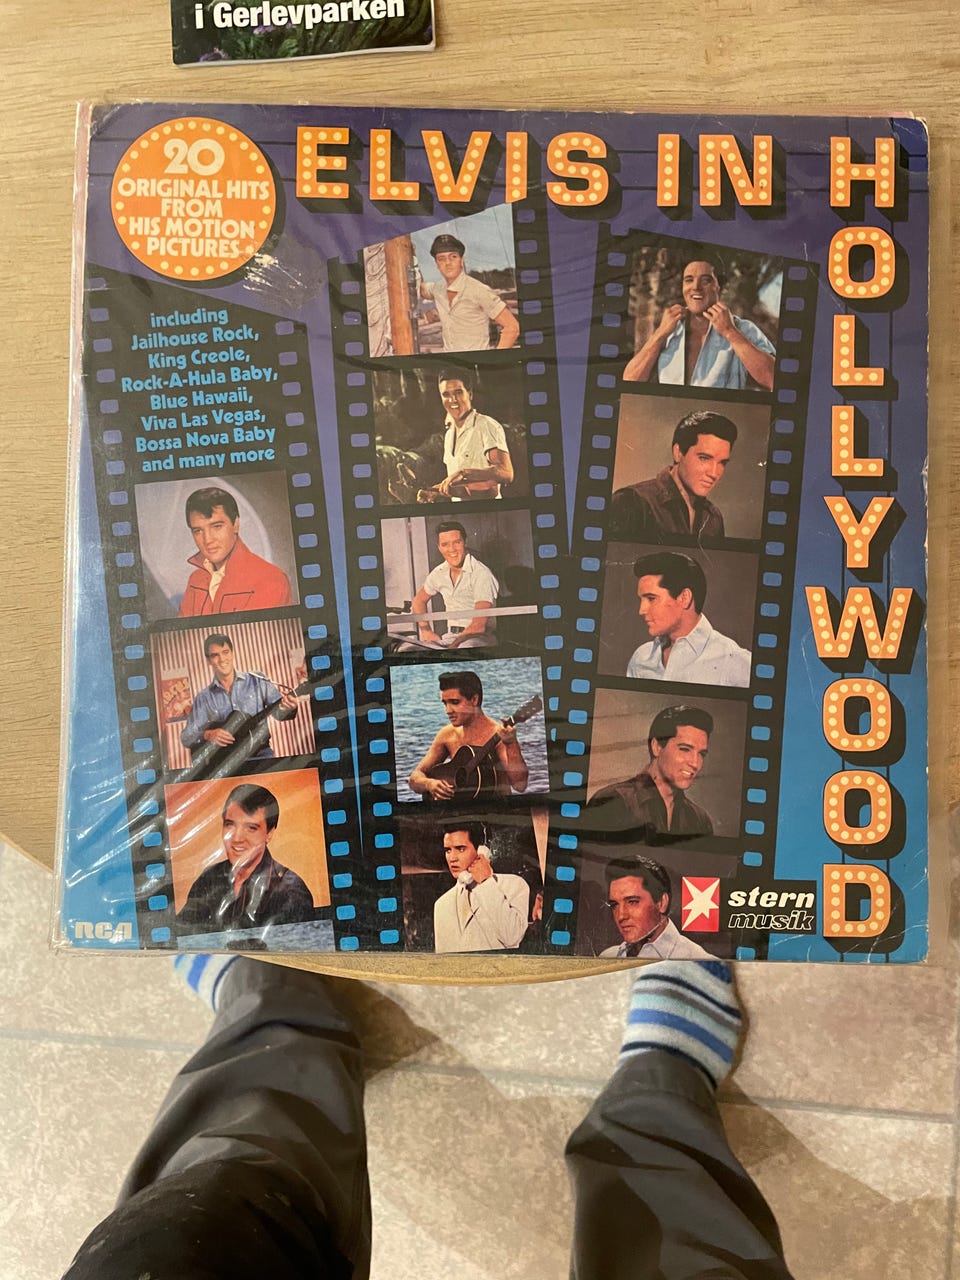 i Gerlevparken
20
ORIGINAL HITS
FROM
HIS MOTION
PICTURES
ELVIS IN HOLLYWOOD
including
Jailhouse Rock,
King Creole,
Rock-A-Hula Baby,
Blue Hawaii,
Viva Las Vegas,
Bossa Nova Baby
and many more
RCA
stern
musik